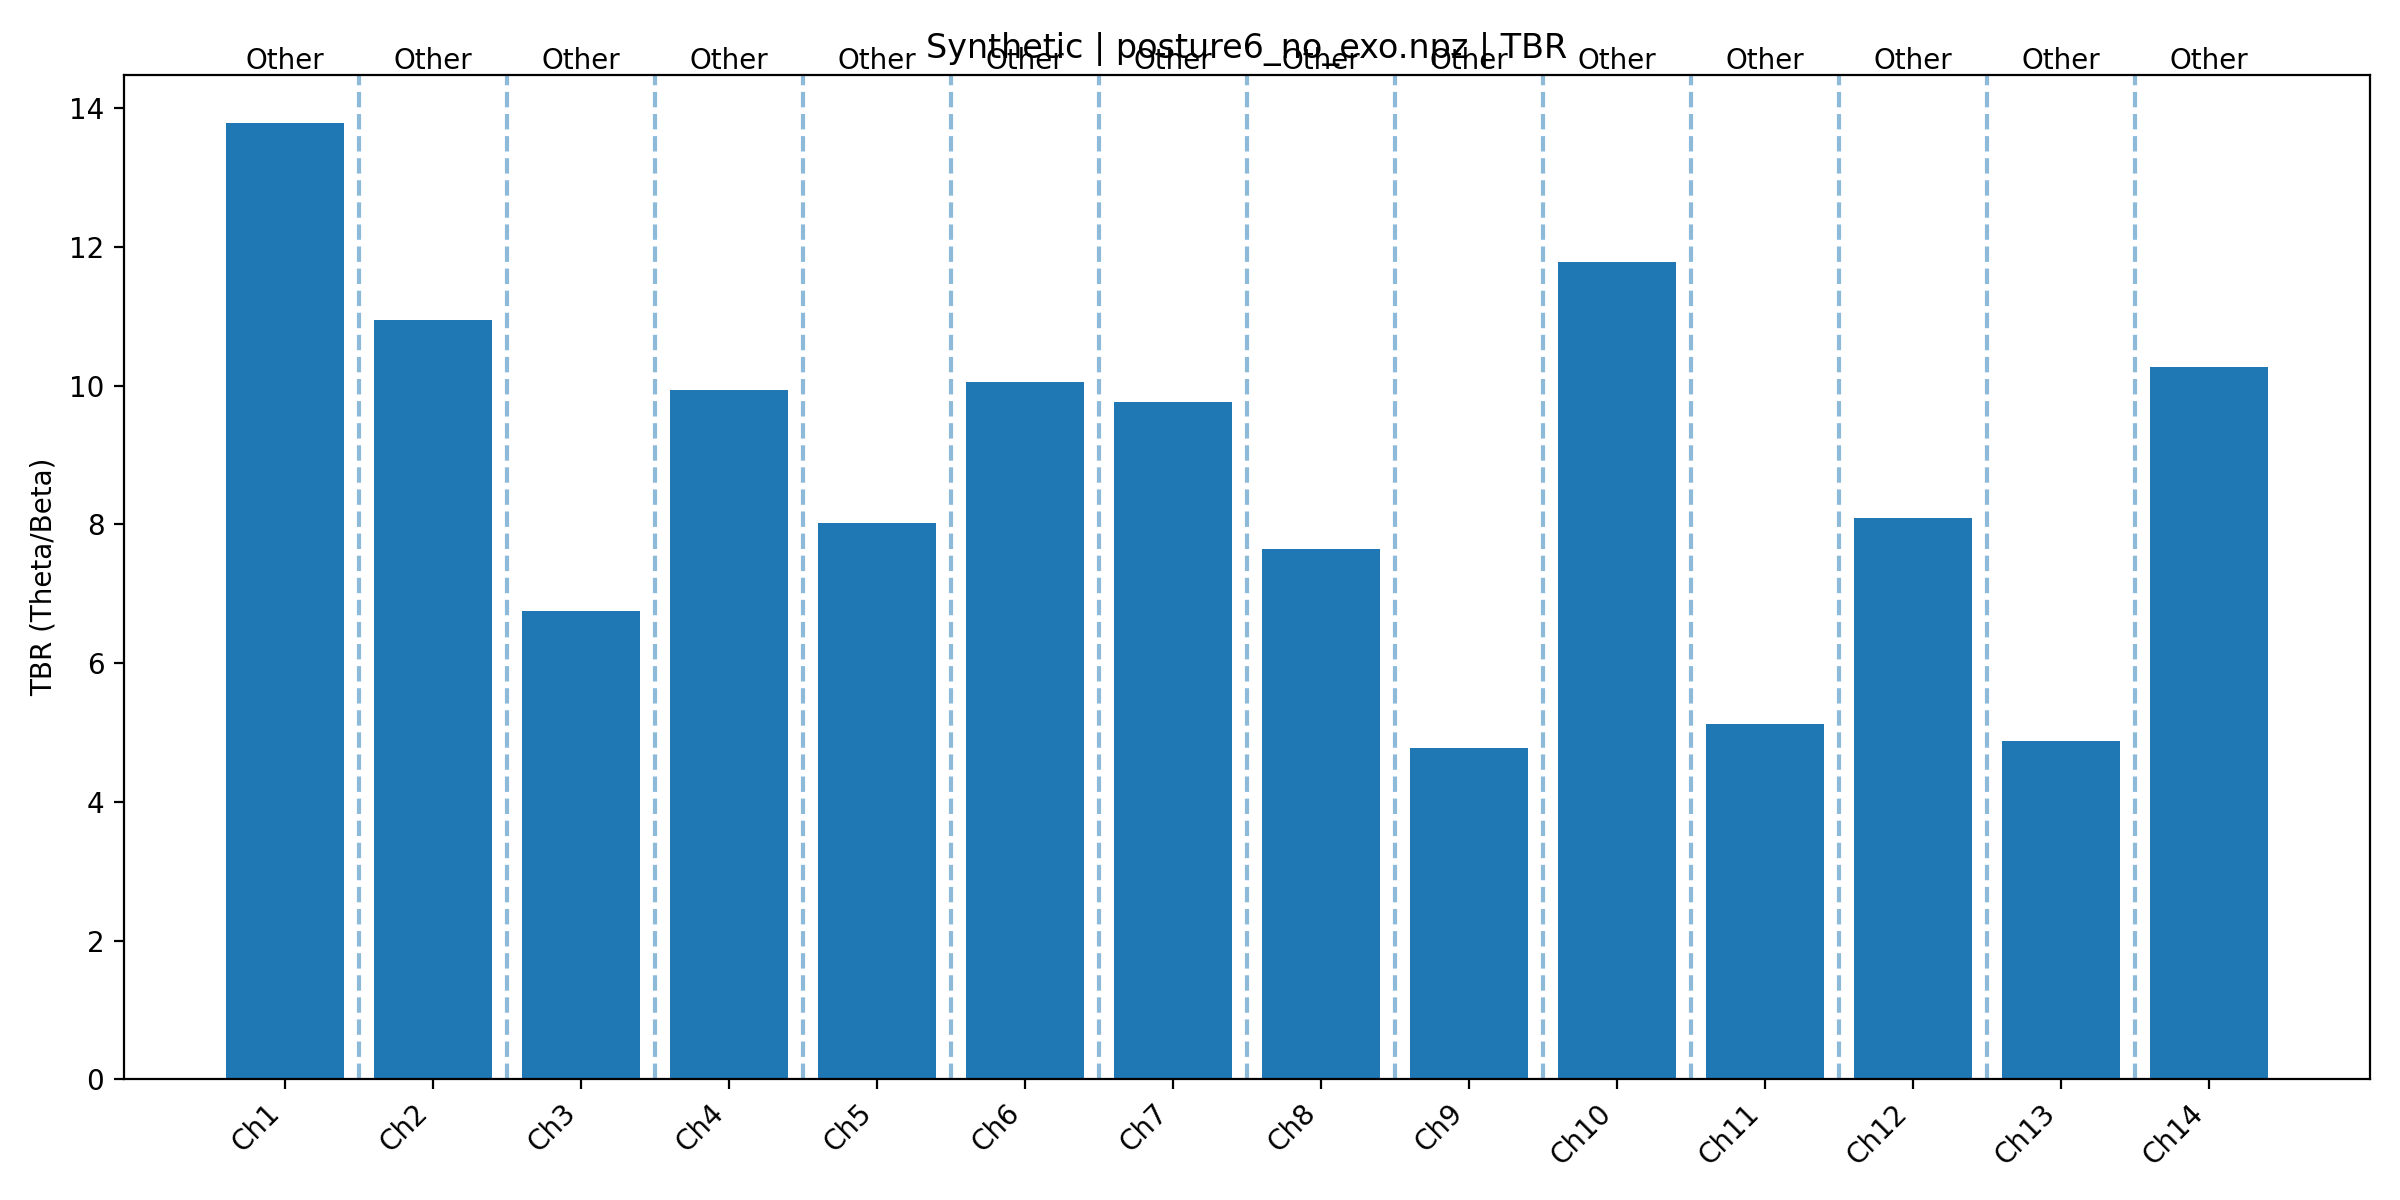 Synthetic | posture6_no_exo.npz | TBR
Other Other Other Other Other Other Other Other Other Other Other Other Other Other
14
12
10
8
6
4
2
0
TBR (Theta/Beta)
Ch1 Ch2 Ch3 Ch4 Ch5 Ch6 Ch7 Ch8 Ch9 Ch10 Ch11 Ch12 Ch13 Ch14